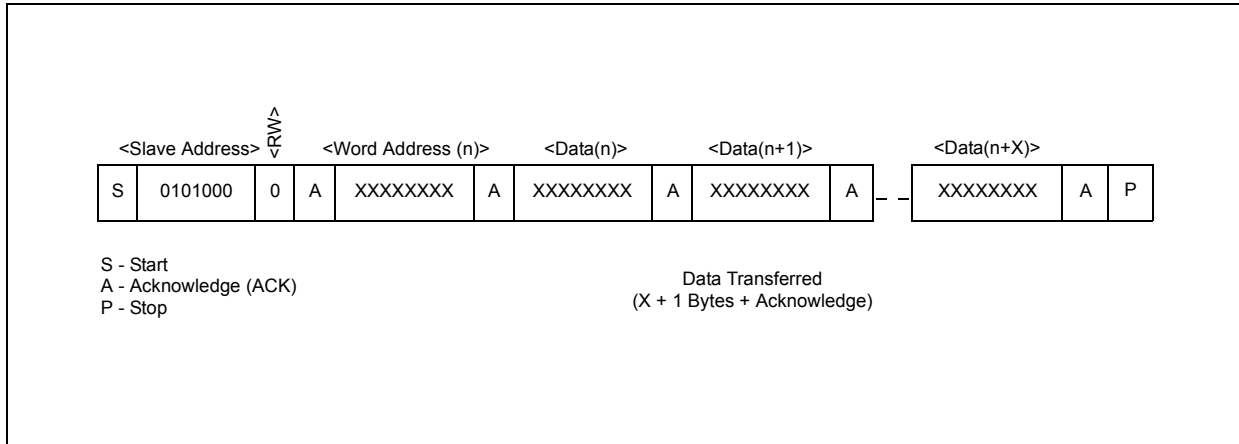 <Slave Address> <RW> <Word Address (n)> <Data(n)> <Data(n+1)> <Data(n+X)>
S 0101000 0 A XXXXXXXX A XXXXXXXX A XXXXXXXX A XXXXXXXX A P
S - Start
A - Acknowledge (ACK)
P - Stop
Data Transferred
(X + 1 Bytes + Acknowledge)